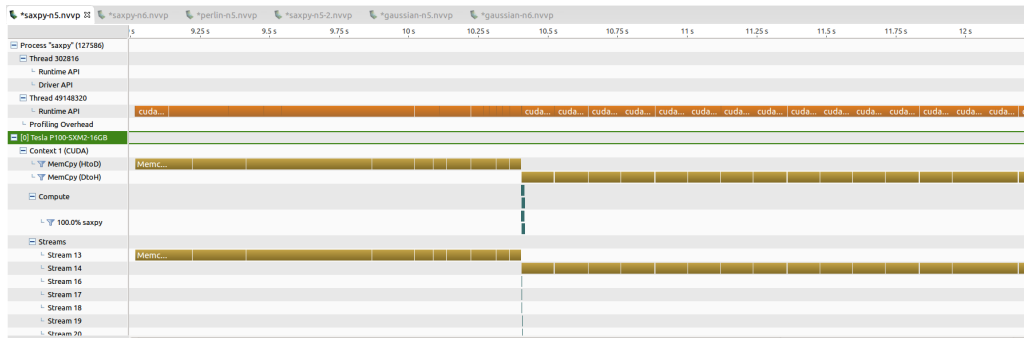 *saxpy-n5.nvvp *saxpy-n6.nvvp *perlin-n5.nvvp *saxpy-n5-2.nvvp *gaussian-n5.nvvp *gaussian-n6.nvvp
s 9.25 s 9.5 s 9.75 s 10 s 10.25 s 10.5 s 10.75 s 11 s 11.25 s 11.5 s 11.75 s 12 s
Process "saxpy" (127586)
Thread 302816
Runtime API
Driver API
Thread 49148320
Runtime API cuda... cuda... cuda... cuda... cuda... cuda... cuda... cuda... cuda... cuda... cuda... cuda... cuda... cuda... cuda... cuda...
Profiling Overhead
[0] Tesla P100-SXM2-16GB
Context 1 (CUDA)
MemCpy (HtoD) Memc...
MemCpy (DtoH)
Compute
100.0% saxpy
Streams
Stream 13 Memc...
Stream 14
Stream 16
Stream 17
Stream 18
Stream 19
Stream 20